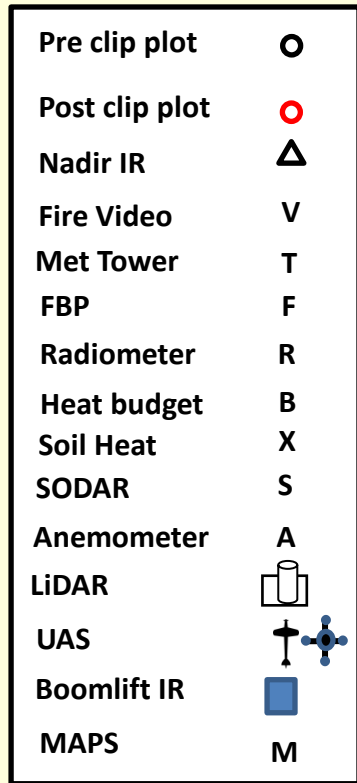 Pre clip plot
Post clip plot
Nadir IR
Fire Video V
Met Tower T
FBP F
Radiometer R
Heat budget B
Soil Heat X
SODAR S
Anemometer A
LiDAR
UAS
Boomlift IR
MAPS M